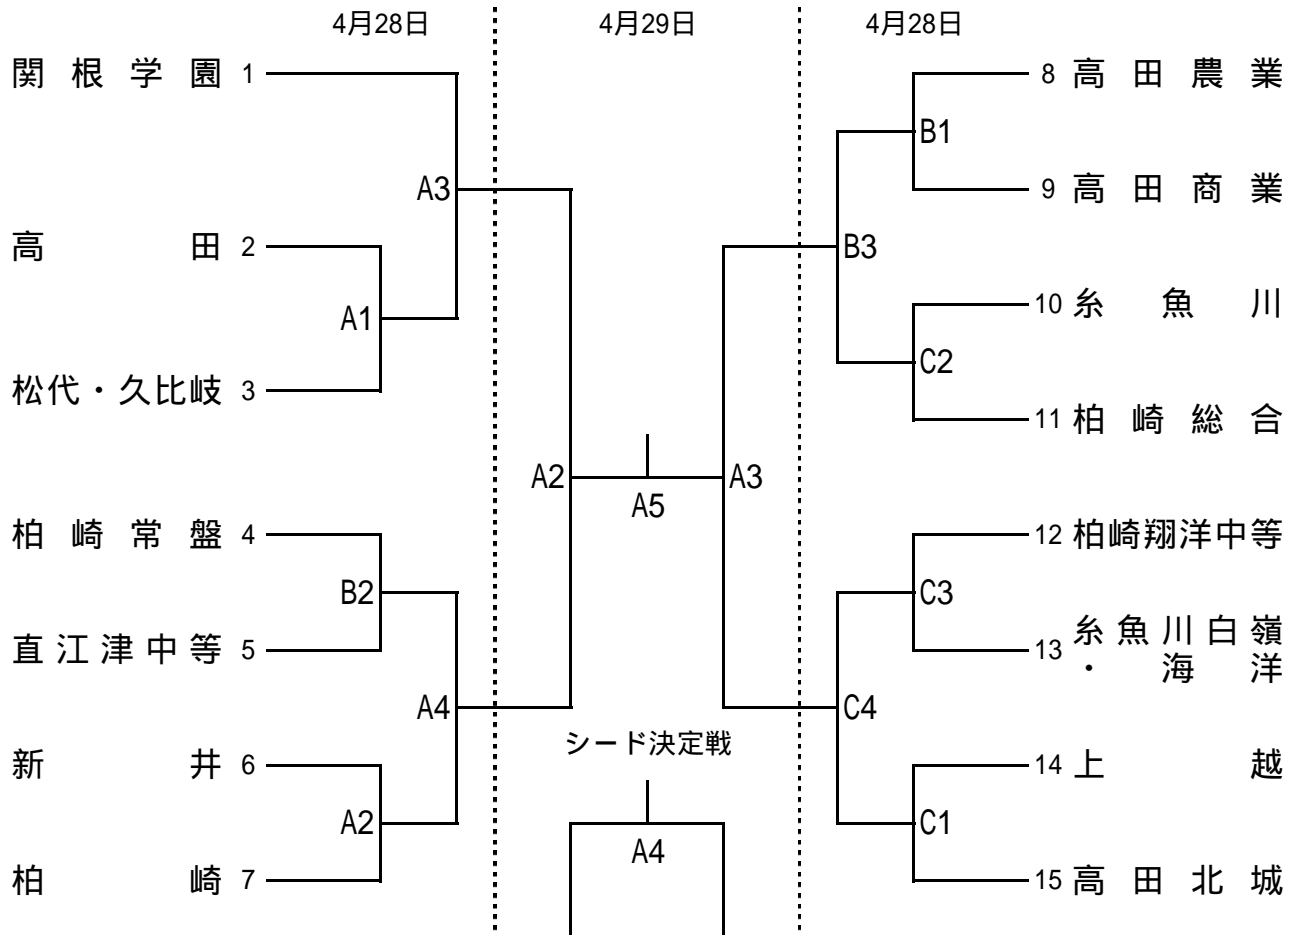 4月28日 4月29日 4月28日
関根学園 1
8 高田農業
B1
A3
9 高田商業
高田 2
B3
A1
10 糸魚川
C2
松代・久比岐 3
11 柏崎総合
A2
A3
A5
柏崎常盤 4
12 柏崎翔洋中等
B2
C3
直江津中等 5
13 糸魚川白嶺
・海洋
A4
C4
シード決定戦
新井 6
14 上越
A2
C1
A4
柏崎 7
15 高田北城